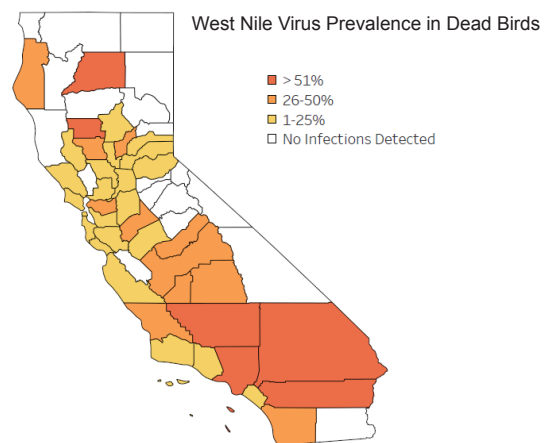 West Nile Virus Prevalence in Dead Birds
> 51%
26-50%
1-25%
No Infections Detected